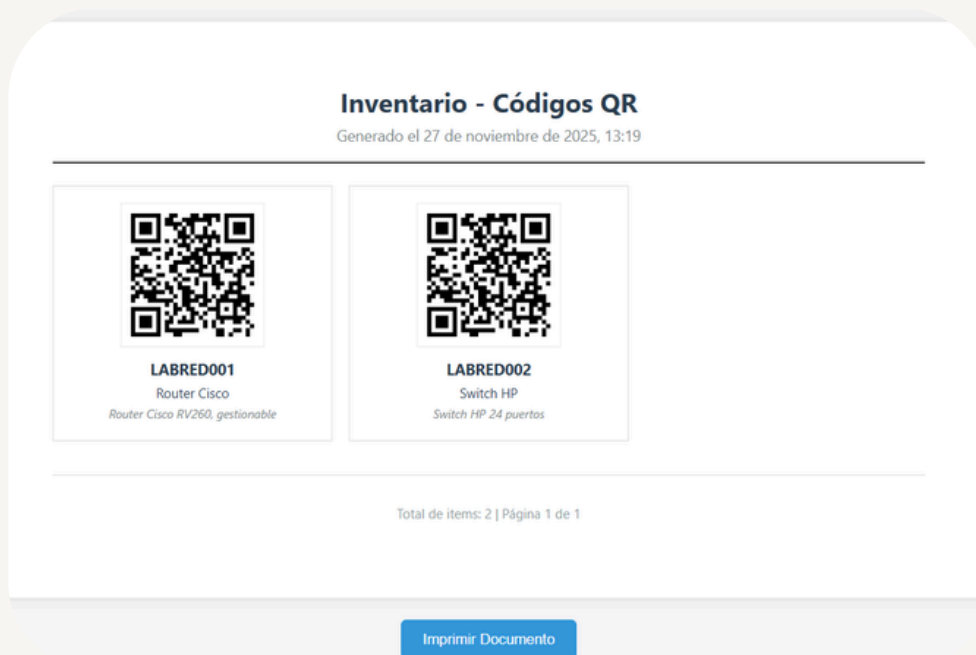 Inventario - Códigos QR
Generado el 27 de noviembre de 2025, 13:19
LABRED001
Router Cisco
Router Cisco RV260, gestionable
LABRED002
Switch HP
Switch HP 24 puertos
Total de items: 2 | Página 1 de 1
Imprimir Documento